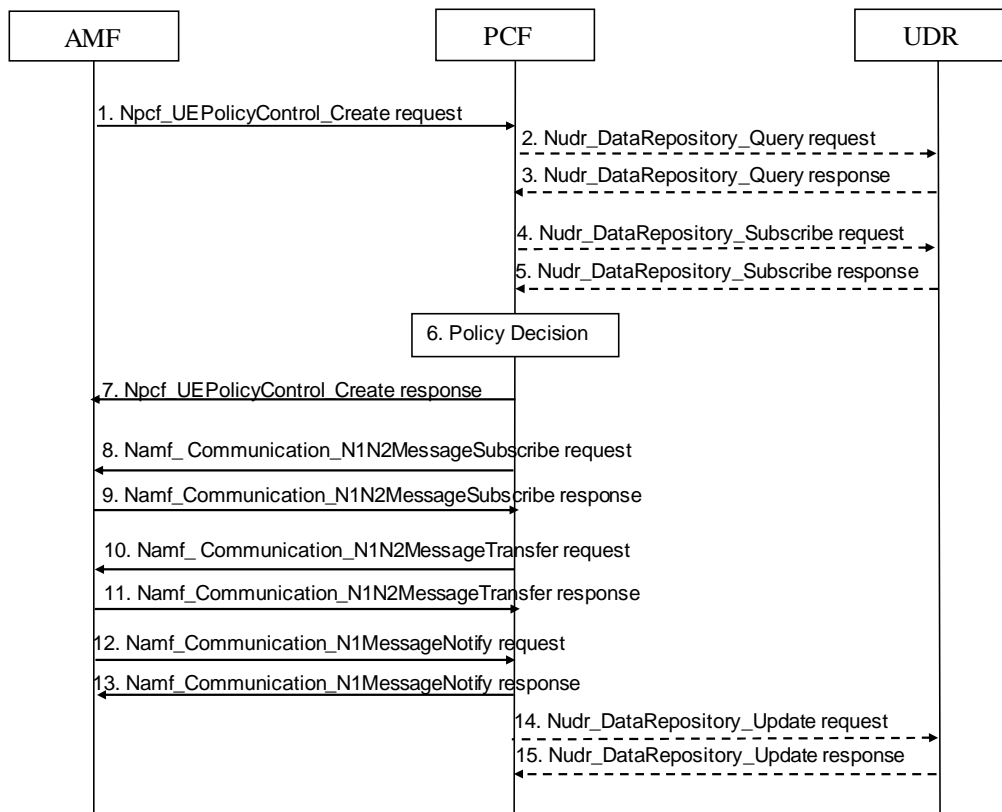 AMF
PCF
UDR
1. Npcf_UEPolicyControl_Create request
2. Nudr_DataRepository_Query request
3. Nudr_DataRepository_Query response
4. Nudr_DataRepository_Subscribe request
5. Nudr_DataRepository_Subscribe response
6. Policy Decision
7. Npcf_UEPolicyControl_Create response
8. Namf_ Communication_N1N2MessageSubscribe request
9. Namf_Communication_N1N2MessageSubscribe response
10. Namf_ Communication_N1N2MessageTransfer request
11. Namf_Communication_N1N2MessageTransfer response
12. Namf_Communication_N1MessageNotify request
13. Namf_Communication_N1MessageNotify response
14. Nudr_DataRepository_Update request
15. Nudr_DataRepository_Update response